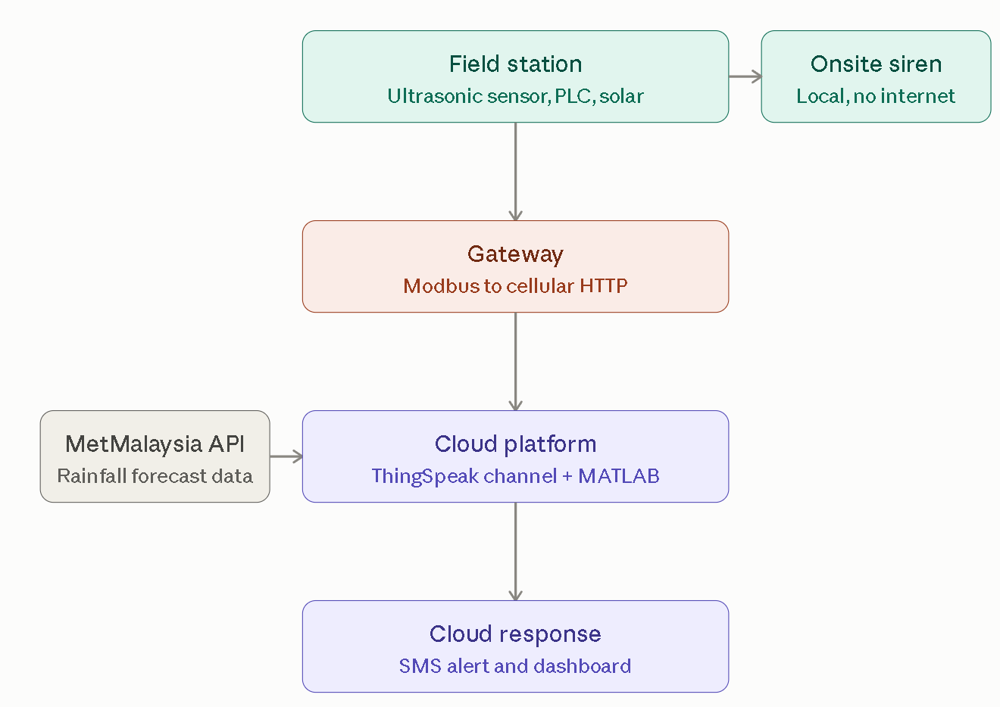 Field station
Ultrasonic sensor, PLC, solar
Onsite siren
Local, no internet
Gateway
Modbus to cellular HTTP
MetMalaysia API
Rainfall forecast data
Cloud platform
ThingSpeak channel + MATLAB
Cloud response
SMS alert and dashboard